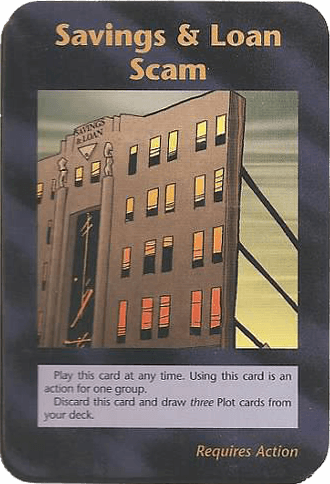 Savings & Loan
Scam
SAVINGS
& LOAN
Play this card at any time. Using this card is an
action for one group.
Discard this card and draw three Plot cards from
your deck.
Requires Action